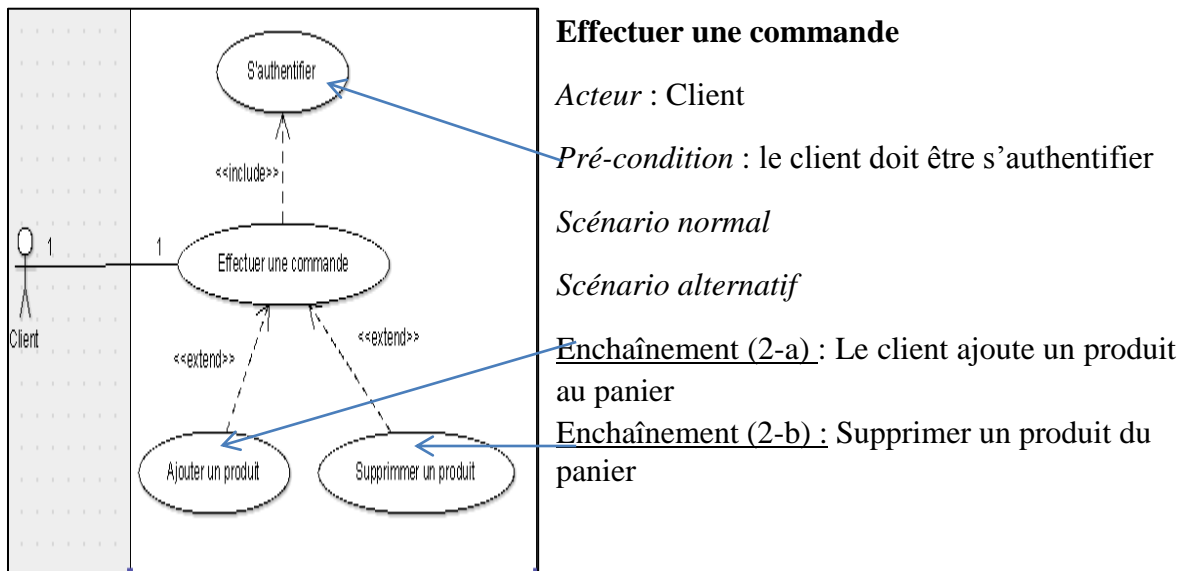 S'authentifier
<<include>>
1
1
Effectuer une commande
Client
<<extend>>
<<extend>>
Ajouter un produit
Supprimmer un produit
Effectuer une commande
Acteur : Client
Pré-condition : le client doit être s’authentifier
Scénario normal
Scénario alternatif
Enchaînement (2-a) : Le client ajoute un produit
au panier
Enchaînement (2-b) : Supprimer un produit du
panier